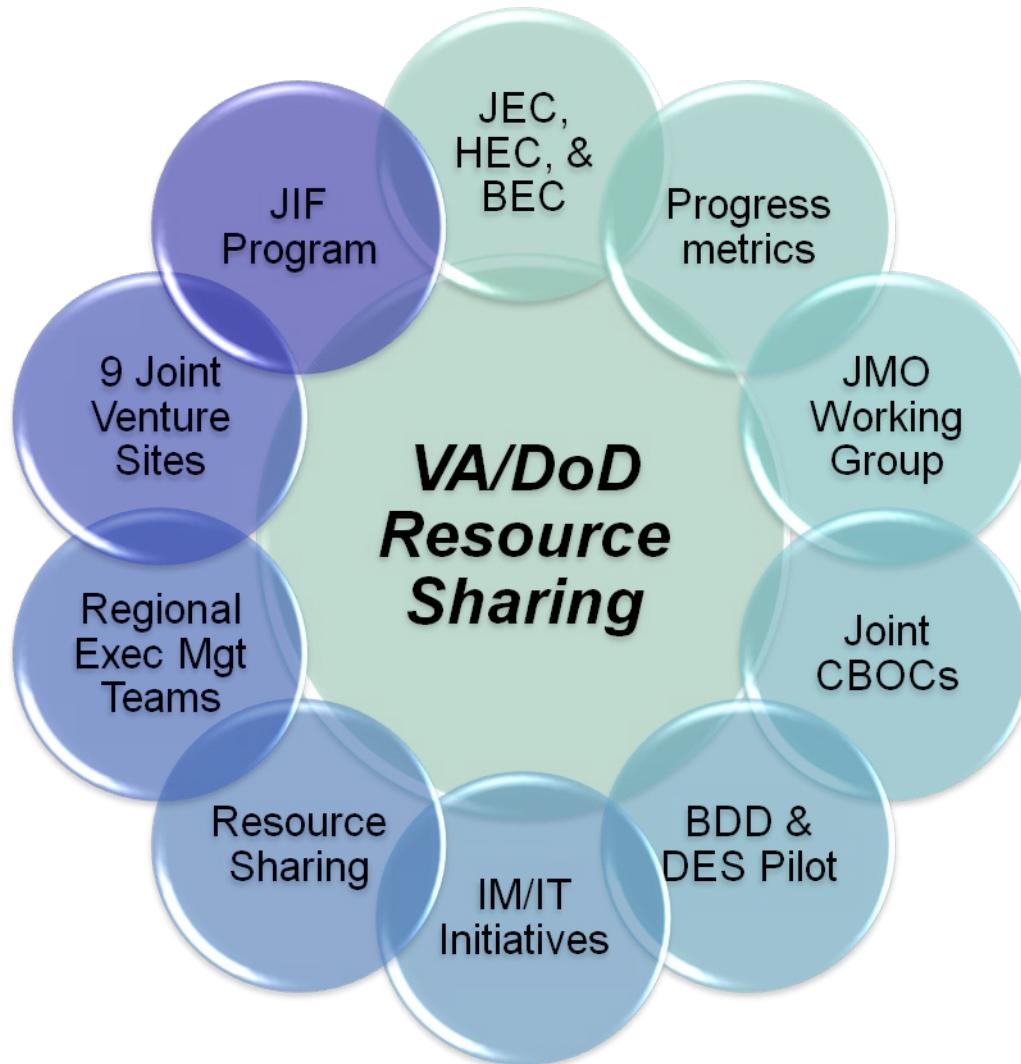 JEC,
HEC, &
BEC
Progress
metrics
JMO
Working
Group
Joint
CBOCs
BDD &
DES Pilot
IM/IT
Initiatives
Resource
Sharing
Regional
Exec Mgt
Teams
9 Joint
Venture
Sites
JIF
Program
VA/DoD
Resource
Sharing